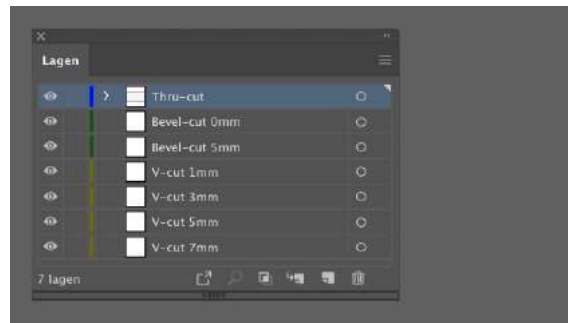 Lagen
Thru-cut
Bevel-cut 0mm
Bevel-cut 5mm
V-cut 1mm
V-cut 3mm
V-cut 5mm
V-cut 7mm
7 lagen